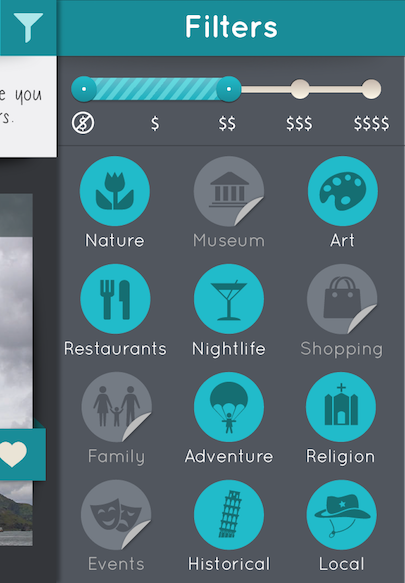 Filters
e you
rs.
$ $ $$ $$$ $$$$
Nature Museum Art
Restaurants Nightlife Shopping
Family Adventure Religion
Events Historical Local